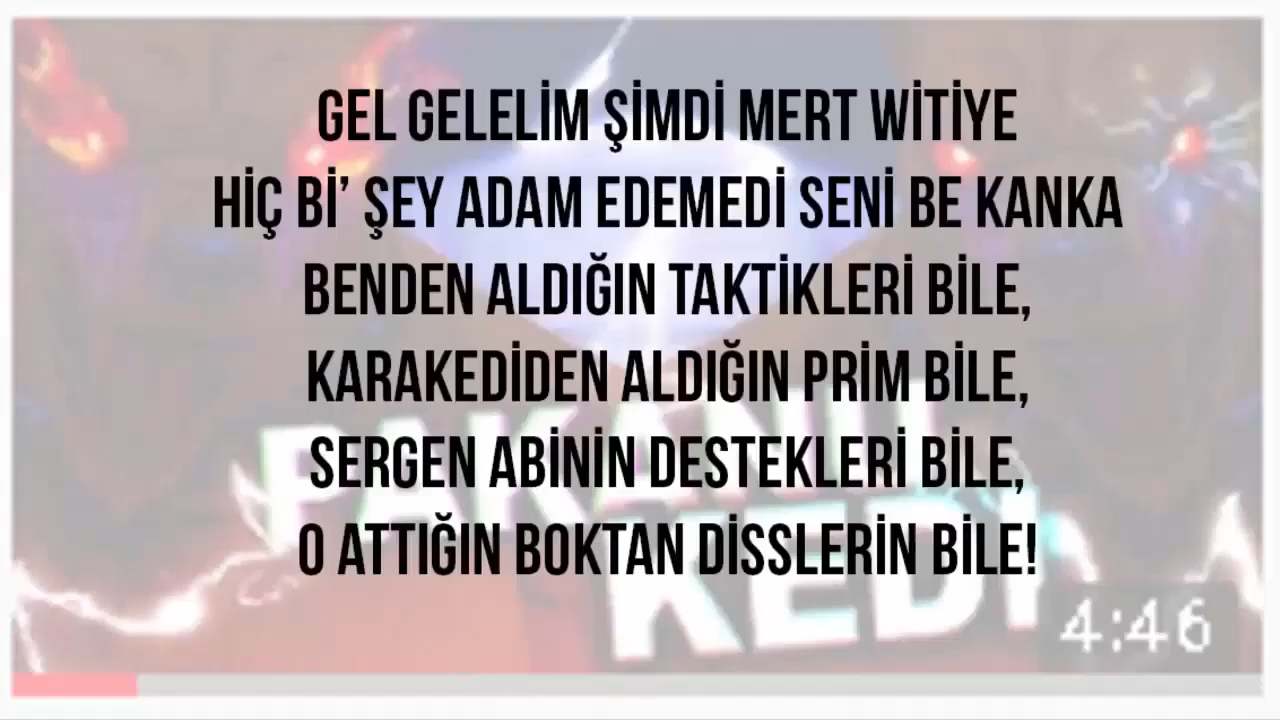 GEL GELELİM ŞİMDİ MERT WİTİYE
HİÇ Bİ' ŞEY ADAM EDEMEDİ SENİ BE KANKA
BENDEN ALDIĞIN TAKTİKLERİ BİLE,
KARAKEDİDEN ALDIĞIN PRİM BİLE,
SERGEN ABİNİN DESTEKLERİ BİLE,
O ATTIĞIN BOKTAN DİSSLERİN BİLE!
KEDİ
4:46